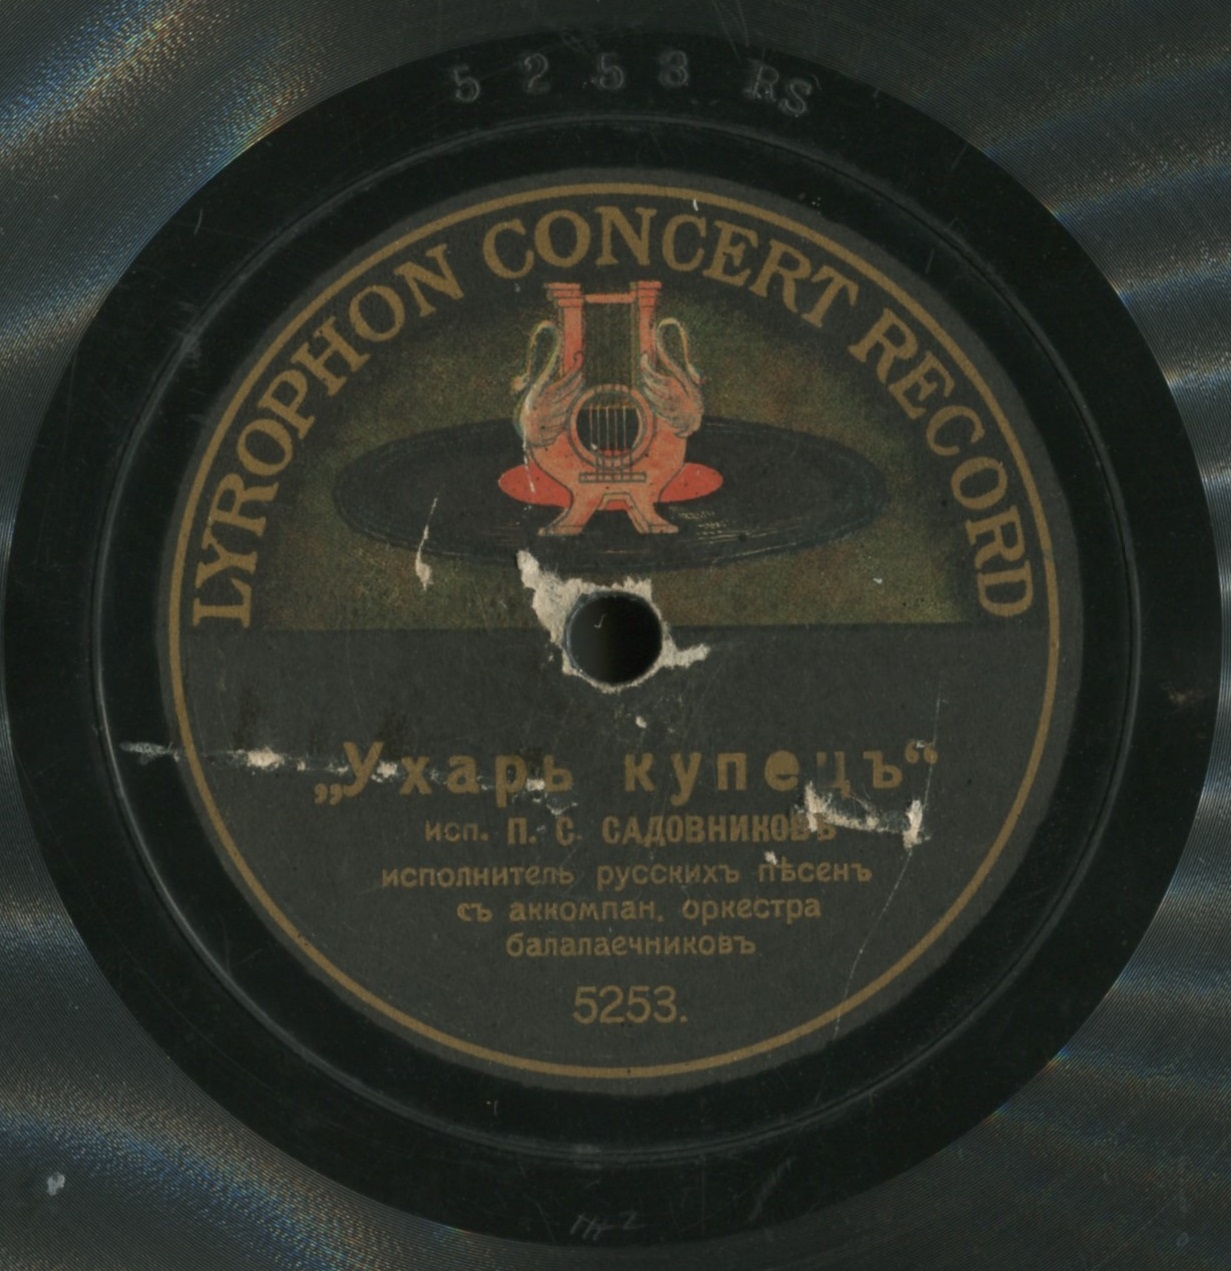 5253 RS
LYROPHON CONCERT RECORD
„Ухарь купецъ“
исп. П. С. САДОВНИКОВЪ
исполнитель русскихъ пѣсенъ
съ аккомпан. оркестра
балалаечниковъ
5253.